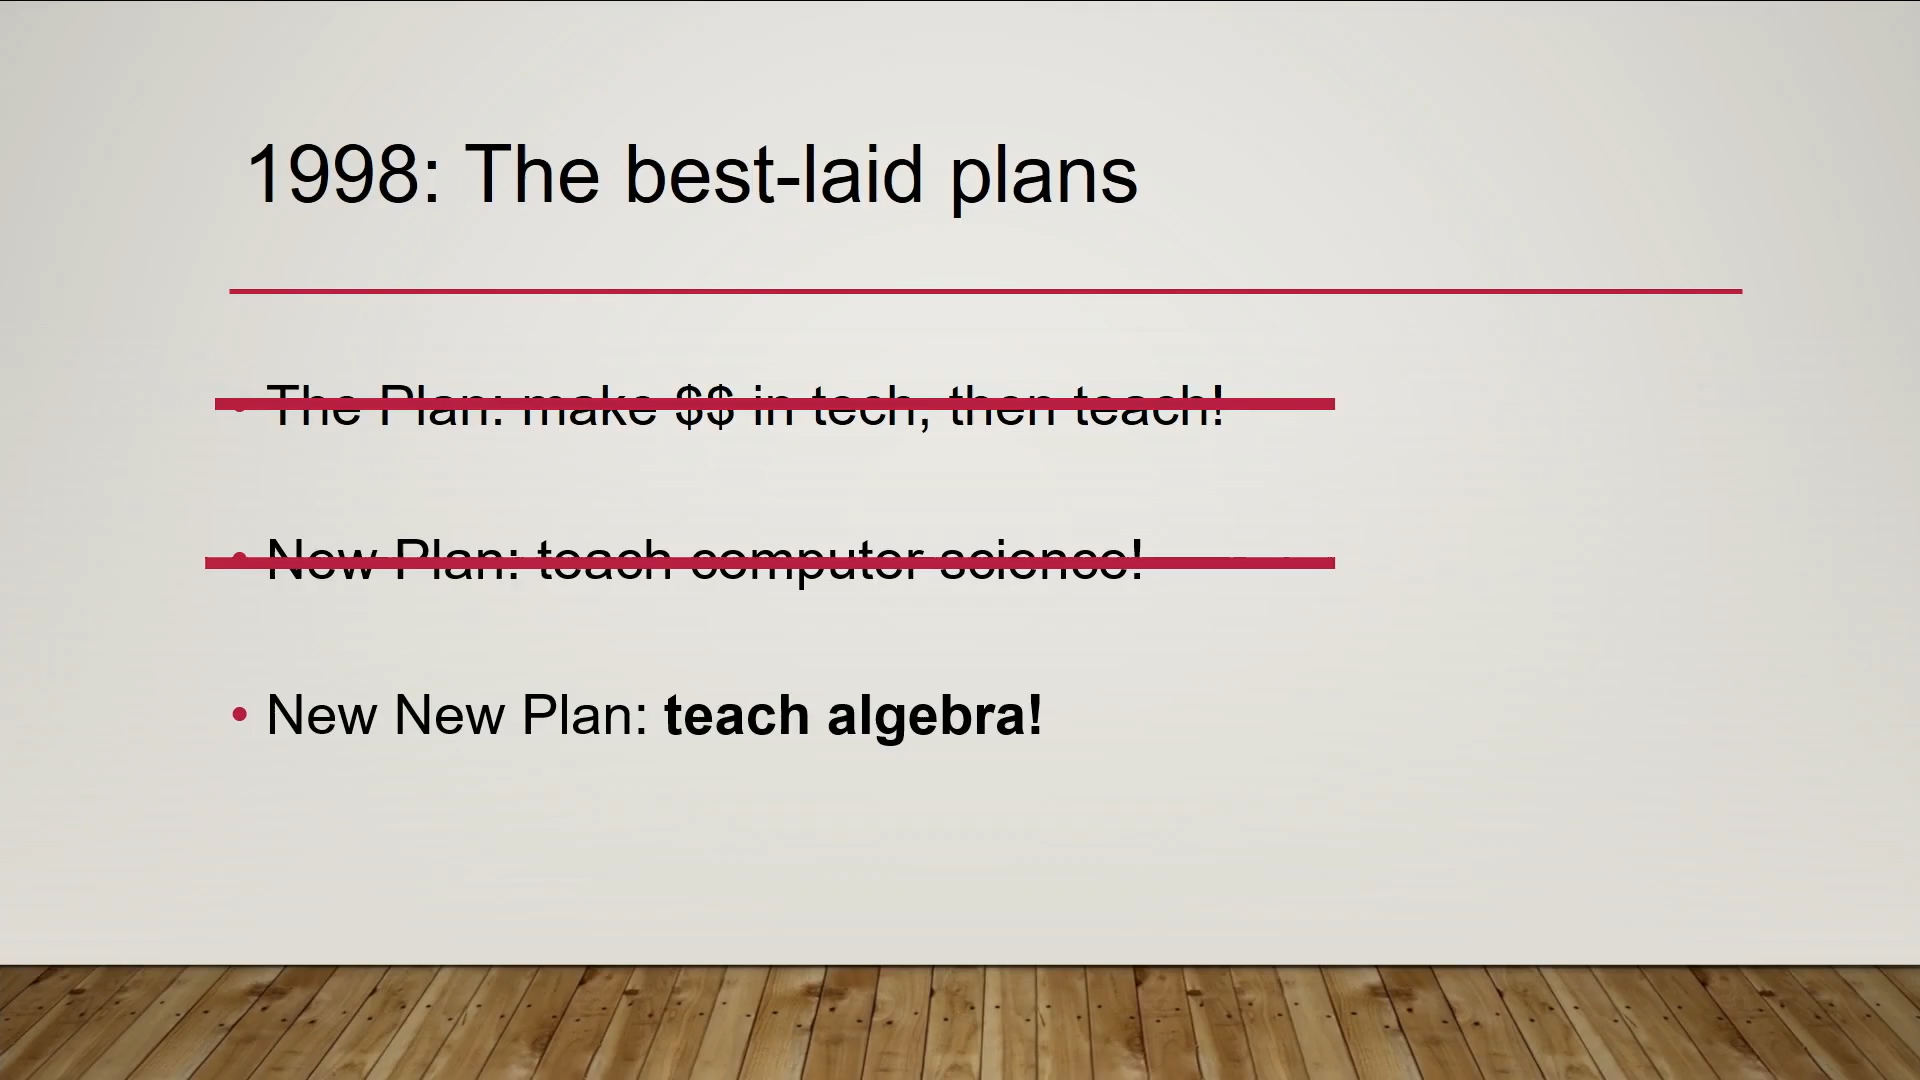 1998: The best-laid plans
• The Plan: make $$ in tech, then teach!
• New Plan: teach computer science!
• New New Plan: teach algebra!